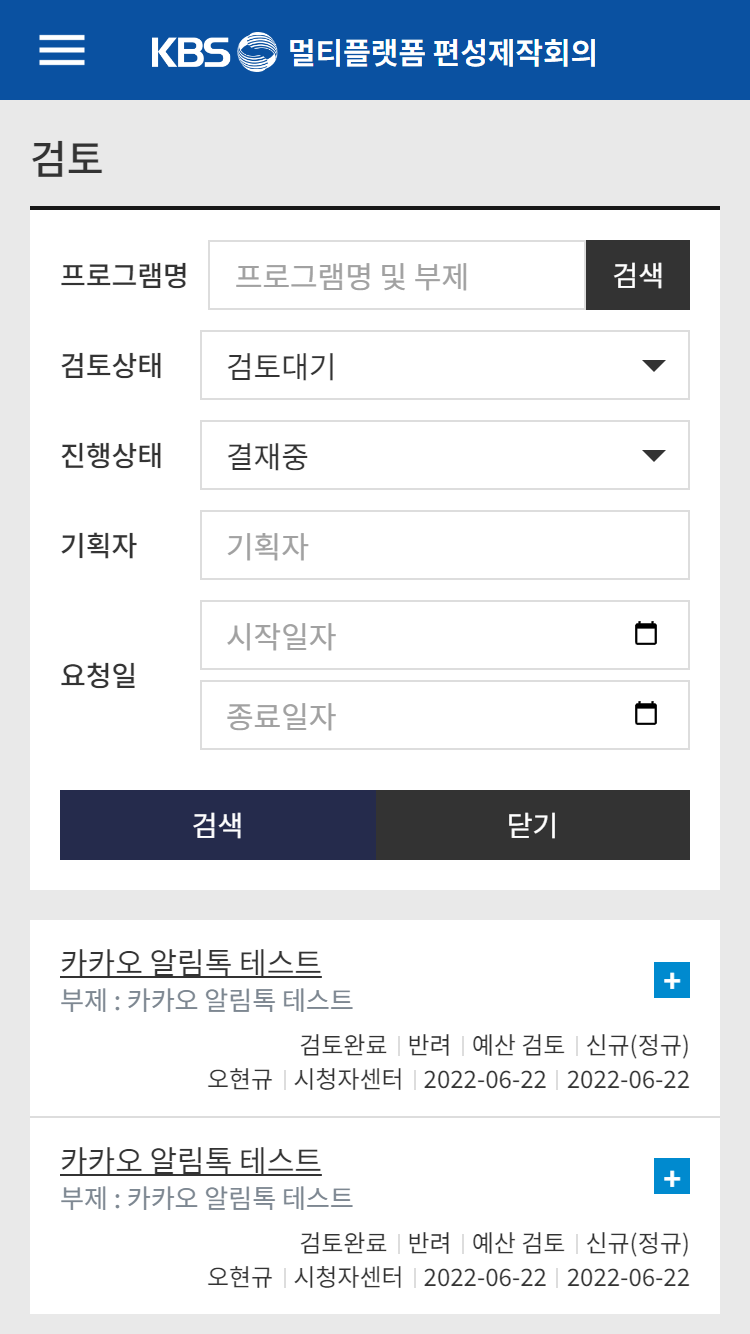 KBS 멀티플랫폼 편성제작회의
검토
프로그램명 프로그램명 및 부제 검색
검토상태 검토대기
진행상태 결재중
기획자 기획자
요청일 시작일자
종료일자
검색 닫기
카카오 알림톡 테스트
부제 : 카카오 알림톡 테스트
검토완료 | 반려 | 예산 검토 | 신규(정규)
오현규 | 시청자센터 | 2022-06-22 | 2022-06-22
카카오 알림톡 테스트
부제 : 카카오 알림톡 테스트
검토완료 | 반려 | 예산 검토 | 신규(정규)
오현규 | 시청자센터 | 2022-06-22 | 2022-06-22